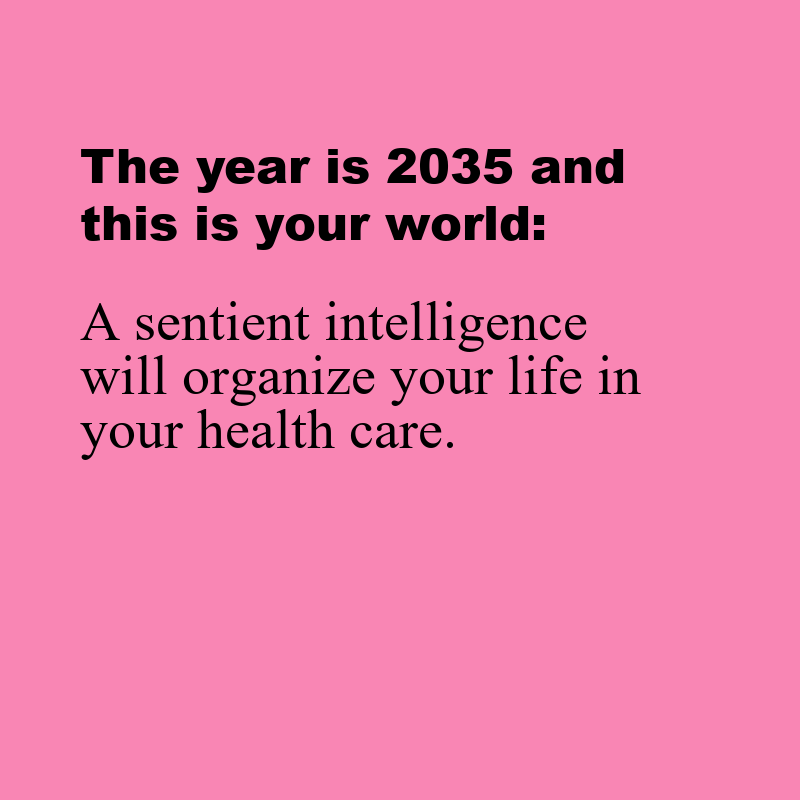 The year is 2035 and
this is your world:
A sentient intelligence
will organize your life in
your health care.